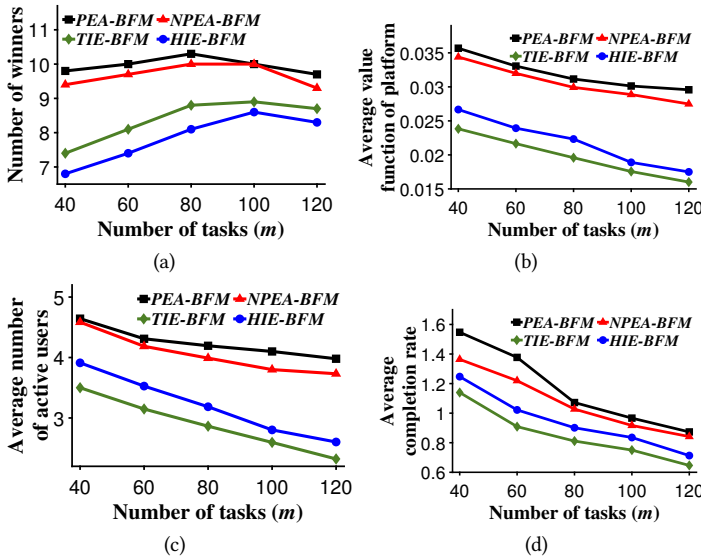 PEA-BFM NPEA-BFM
TIE-BFM HIE-BFM
Number of winners
11
10
9
8
7
40 60 80 100 120
Number of tasks (m)
(a)
PEA-BFM NPEA-BFM
TIE-BFM HIE-BFM
Average value
function of platform
0.035
0.03
0.025
0.02
0.015
40 60 80 100 120
Number of tasks (m)
(b)
PEA-BFM NPEA-BFM
TIE-BFM HIE-BFM
Average number
of active users
5
4
3
40 60 80 100 120
Number of tasks (m)
(c)
PEA-BFM NPEA-BFM
TIE-BFM HIE-BFM
Average
completion rate
1.6
1.4
1.2
1
0.8
0.6
40 60 80 100 120
Number of tasks (m)
(d)